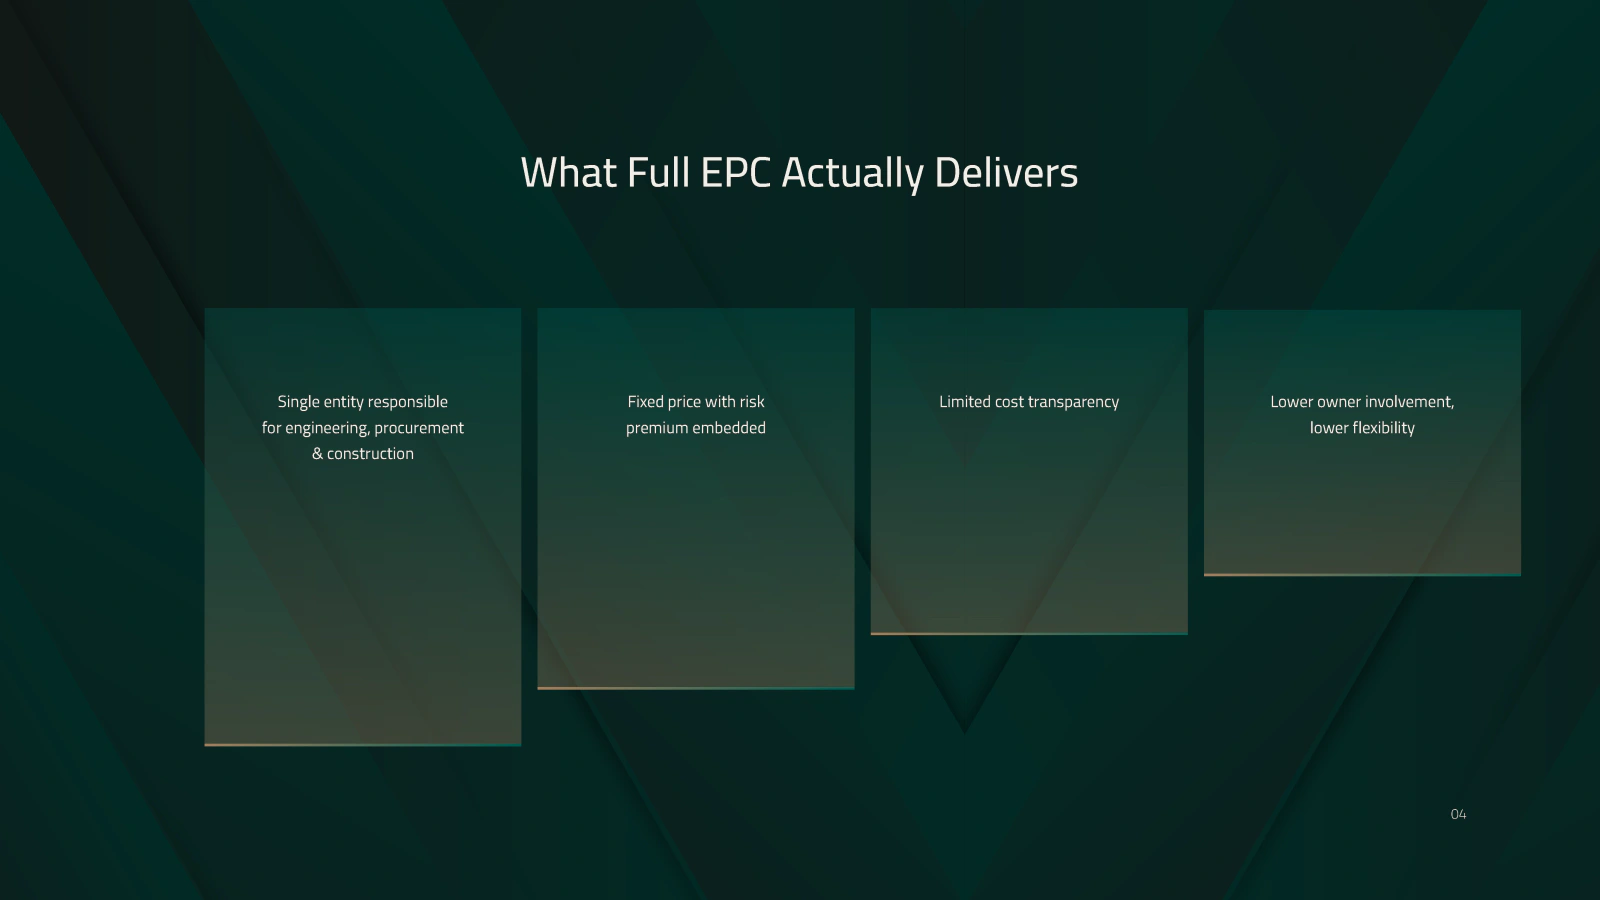 What Full EPC Actually Delivers
Single entity responsible
for engineering, procurement
& construction
Fixed price with risk
premium embedded
Limited cost transparency
Lower owner involvement,
lower flexibility
04